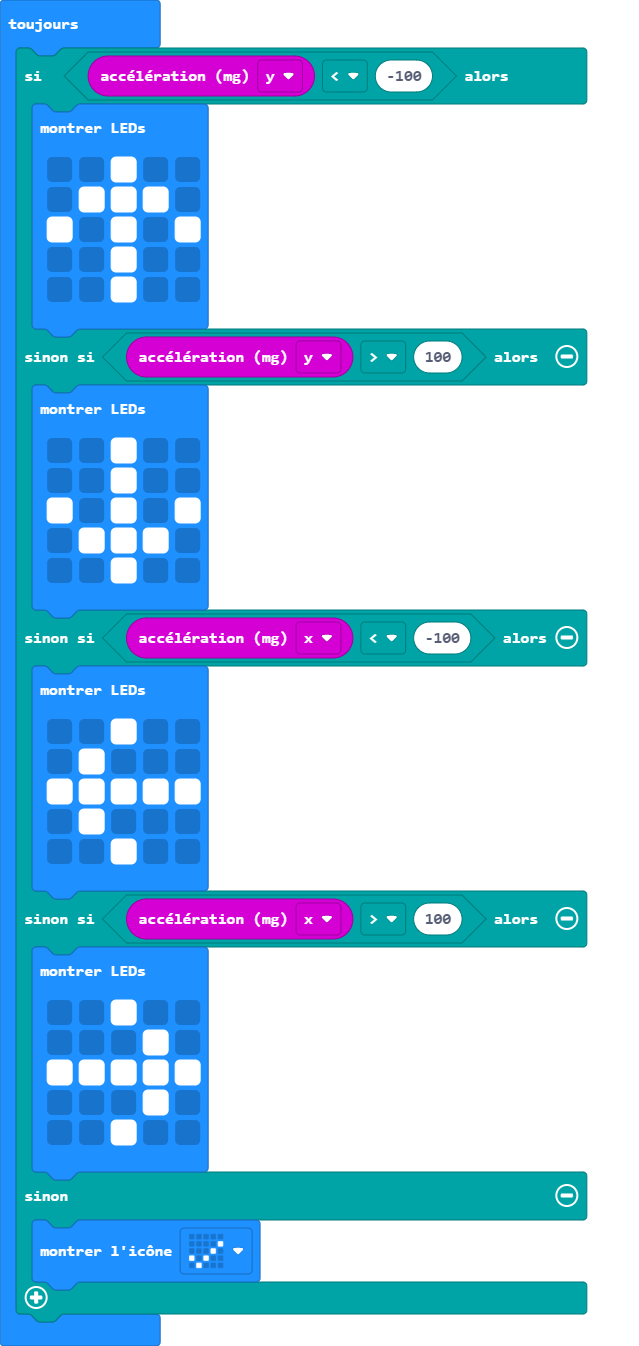 toujours
si accélération (mg) y < -100 alors
montrer LEDs
sinon si accélération (mg) y > 100 alors
montrer LEDs
sinon si accélération (mg) x < -100 alors
montrer LEDs
sinon si accélération (mg) x > 100 alors
montrer LEDs
sinon
montrer l'icône